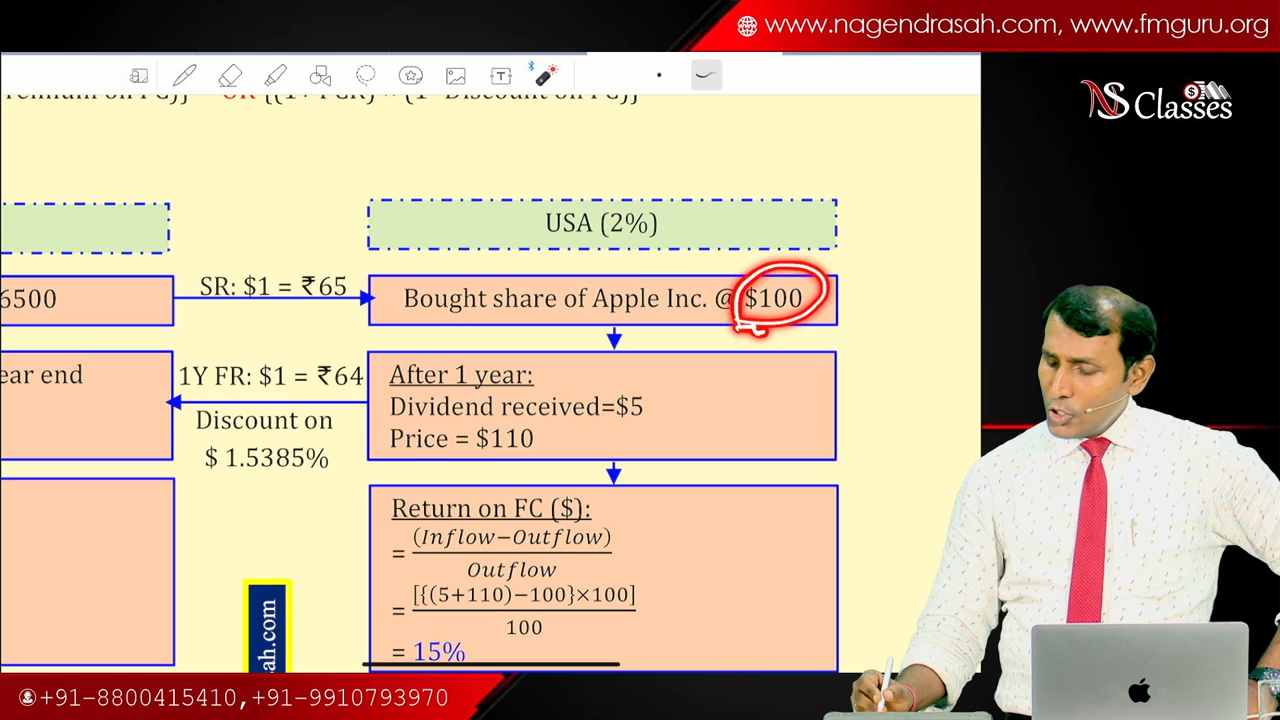 www.nagendrasah.com, www.fmguru.org
NS Classes
USA (2%)
6500
SR: $1 = ₹65
Bought share of Apple Inc. @ $100
ear end
1Y FR: $1 = ₹64
Discount on
$ 1.5385%
After 1 year:
Dividend received=$5
Price = $110
Return on FC ($):
= (Inflow−Outflow)
Outflow
= [{(5+110)−100}×100]
100
= 15%
ah.com
+91-8800415410,+91-9910793970